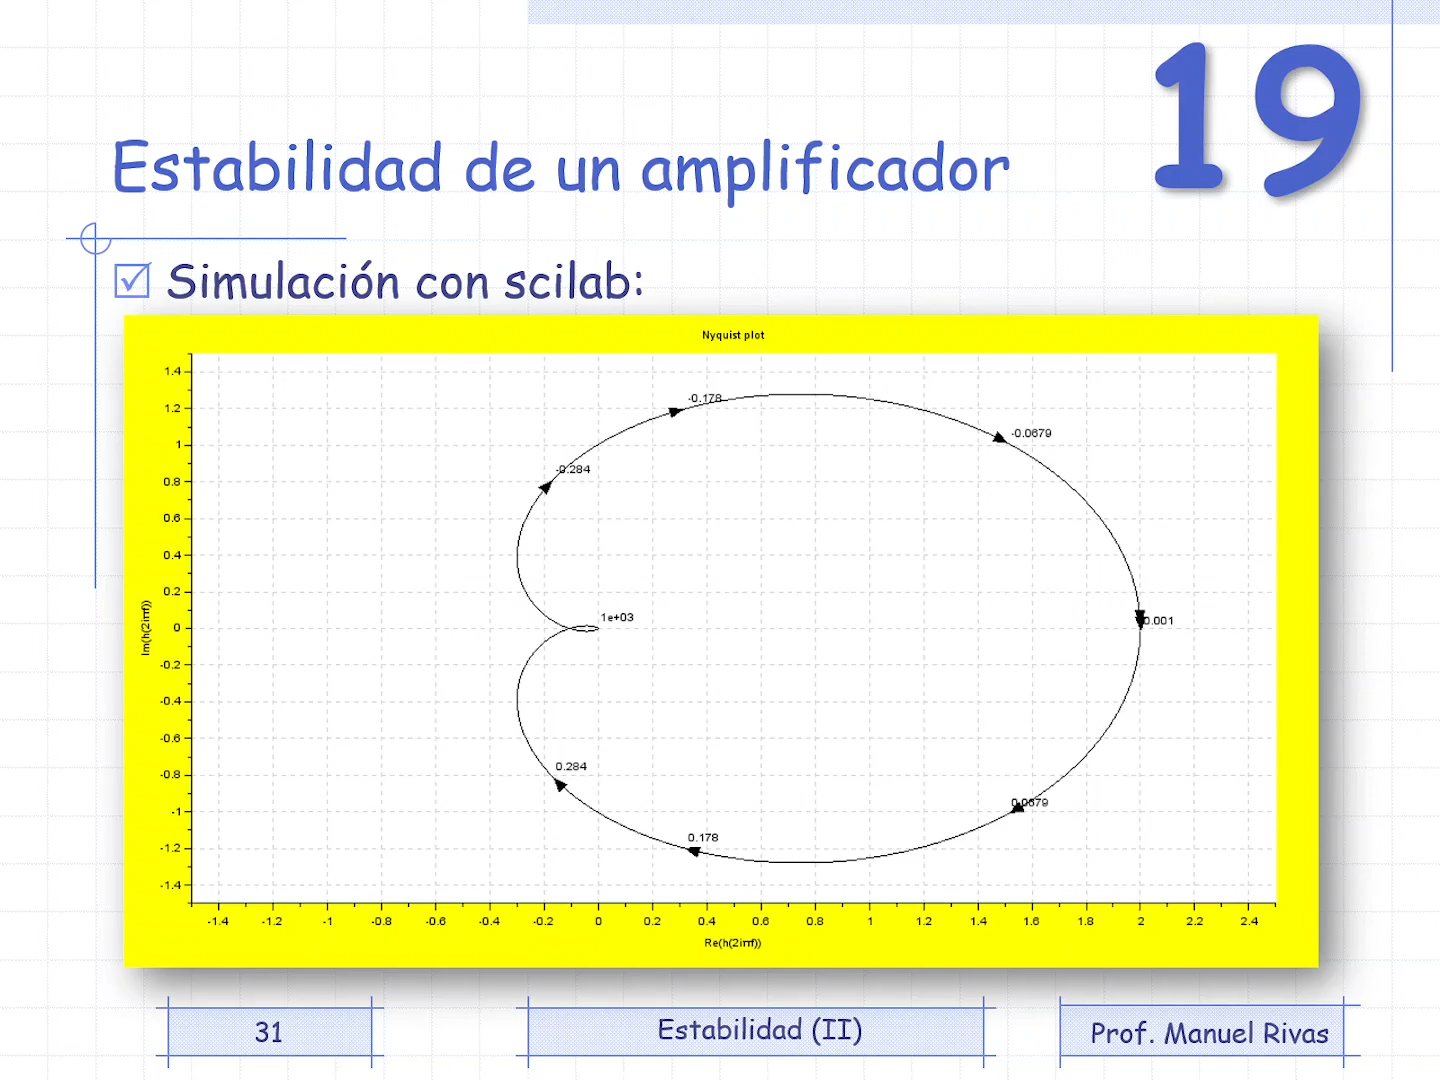 19
Estabilidad de un amplificador
Simulación con scilab:
Nyquist plot
1.4
1.2
1
0.8
0.6
0.4
0.2
0
-0.2
-0.4
-0.6
-0.8
-1
-1.2
-1.4
Im(h(2iπf))
-0.178
-0.0679
-0.284
1e+03
0.001
0.284
0.0679
0.178
-1.4 -1.2 -1 -0.8 -0.6 -0.4 -0.2 0 0.2 0.4 0.6 0.8 1 1.2 1.4 1.6 1.8 2 2.2 2.4
Re(h(2iπf))
31
Estabilidad (II)
Prof. Manuel Rivas